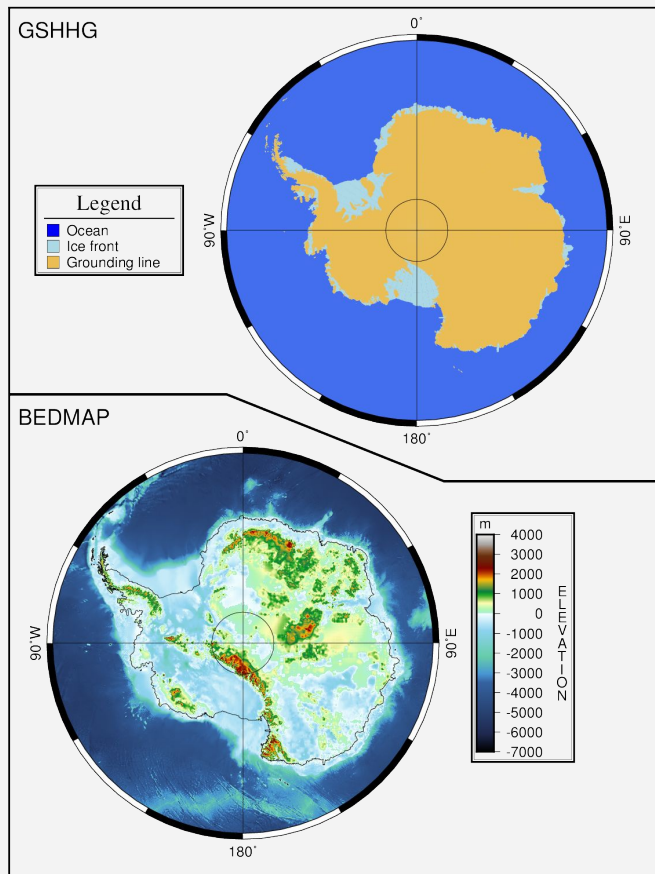 GSHHG
0°
Legend
Ocean
Ice front
Grounding line
90°W
90°E
180°
BEDMAP
0°
90°W
90°E
180°
m
4000
3000
2000
1000
0
-1000
-2000
-3000
-4000
-5000
-6000
-7000
ELEVATION